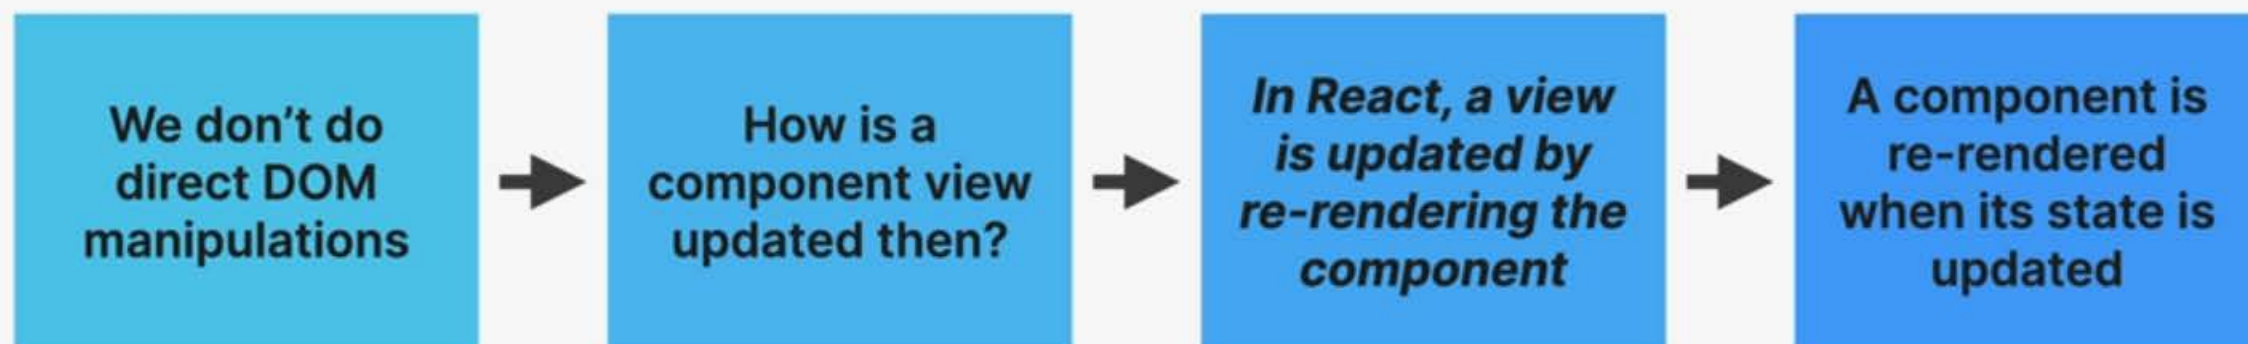 We don't do
direct DOM
manipulations
How is a
component view
updated then?
In React, a view
is updated by
re-rendering the
component
A component is
re-rendered
when its state is
updated